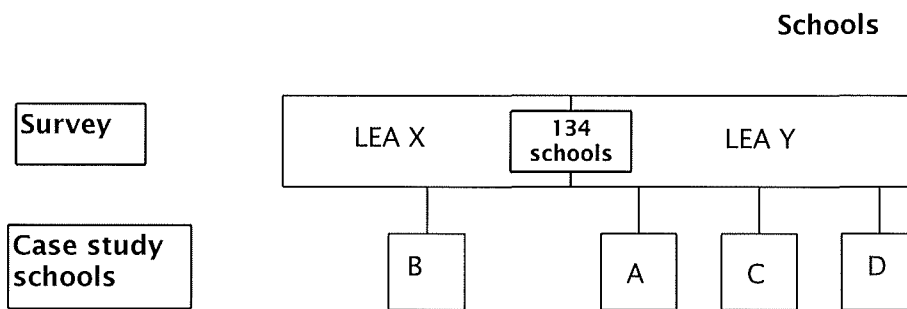 Schools
Survey
LEA X
134
schools
LEA Y
Case study
schools
B
A
C
D